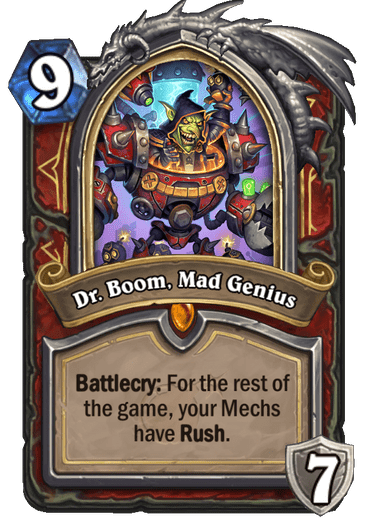 9
Dr. Boom, Mad Genius
Battlecry: For the rest of
the game, your Mechs
have Rush.
7